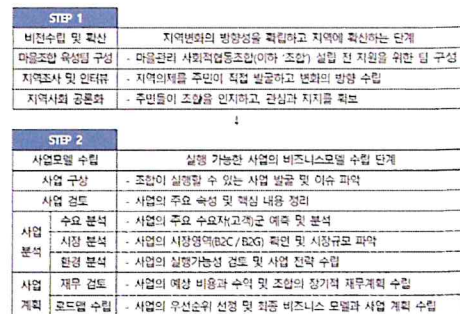 STEP 1
비전수립 및 확산 지역변화의 방향성을 확립하고 지역에 확산하는 단계
마을조합 육성팀 구성 - 마을관리 사회적협동조합(이하 '조합') 설립 전 지원을 위한 팀 구성
지역조사 및 인터뷰 - 지역의제를 주민이 직접 발굴하고 변화의 방향 수립
지역사회 공론화 - 주민들이 조합을 인지하고, 관심과 지지를 확보
↓
STEP 2
사업모델 수립 실행 가능한 사업의 비즈니스모델 수립 단계
사업 구상 - 조합이 실행할 수 있는 사업 발굴 및 이슈 파악
사업 검토 - 사업의 주요 속성 및 핵심 내용 정리
사업 분석 수요 분석 - 사업의 주요 수요자(고객)군 예측 및 분석
시장 분석 - 사업의 시장영역(B2C / B2G) 확인 및 시장규모 파악
환경 분석 - 사업의 실행가능성 검토 및 사업 전략 수립
사업 계획 재무 검토 - 사업의 예상 비용과 수익 및 조합의 장기적 재무계획 수립
로드맵 수립 - 사업의 우선순위 선정 및 최종 비즈니스 모델과 사업 계획 수립